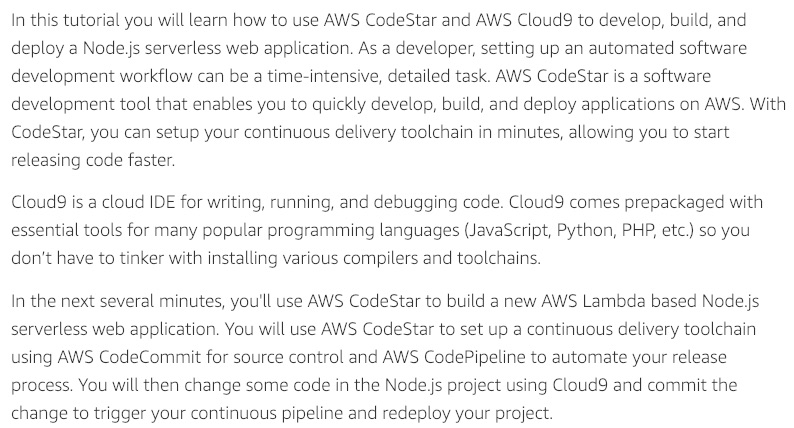 In this tutorial you will learn how to use AWS CodeStar and AWS Cloud9 to develop, build, and
deploy a Node.js serverless web application. As a developer, setting up an automated software
development workflow can be a time-intensive, detailed task. AWS CodeStar is a software
development tool that enables you to quickly develop, build, and deploy applications on AWS. With
CodeStar, you can setup your continuous delivery toolchain in minutes, allowing you to start
releasing code faster.
Cloud9 is a cloud IDE for writing, running, and debugging code. Cloud9 comes prepackaged with
essential tools for many popular programming languages (JavaScript, Python, PHP, etc.) so you
don't have to tinker with installing various compilers and toolchains.
In the next several minutes, you'll use AWS CodeStar to build a new AWS Lambda based Node.js
serverless web application. You will use AWS CodeStar to set up a continuous delivery toolchain
using AWS CodeCommit for source control and AWS CodePipeline to automate your release
process. You will then change some code in the Node.js project using Cloud9 and commit the
change to trigger your continuous pipeline and redeploy your project.